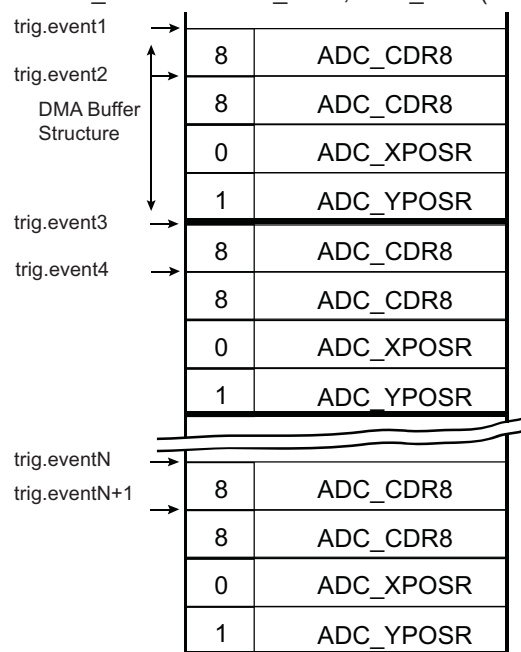 trig.event1
8 ADC_CDR8
trig.event2
DMA Buffer
Structure
8 ADC_CDR8
0 ADC_XPOSR
1 ADC_YPOSR
trig.event3
8 ADC_CDR8
trig.event4
8 ADC_CDR8
0 ADC_XPOSR
1 ADC_YPOSR
trig.eventN
8 ADC_CDR8
trig.eventN+1
8 ADC_CDR8
0 ADC_XPOSR
1 ADC_YPOSR